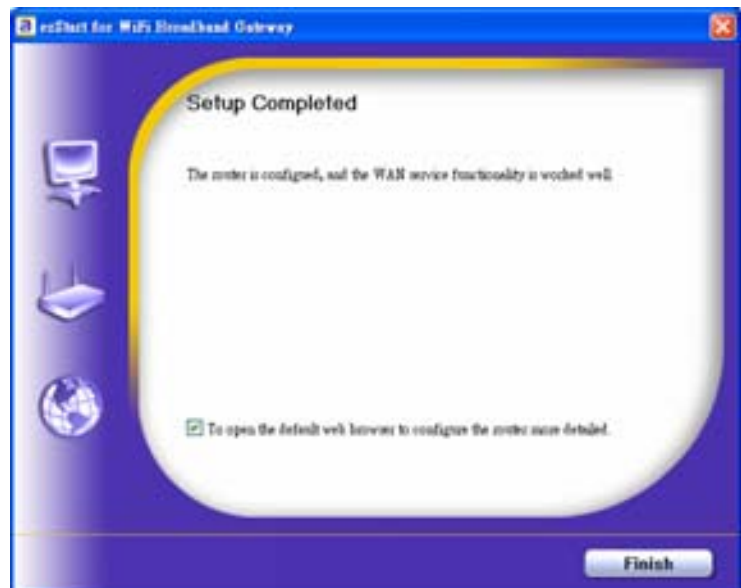 ezStart for WiFi Broadband Gateway
Setup Completed
The router is configured, and the WAN service functionality is worked well.
To open the default web browser to configure the router more detailed.
Finish